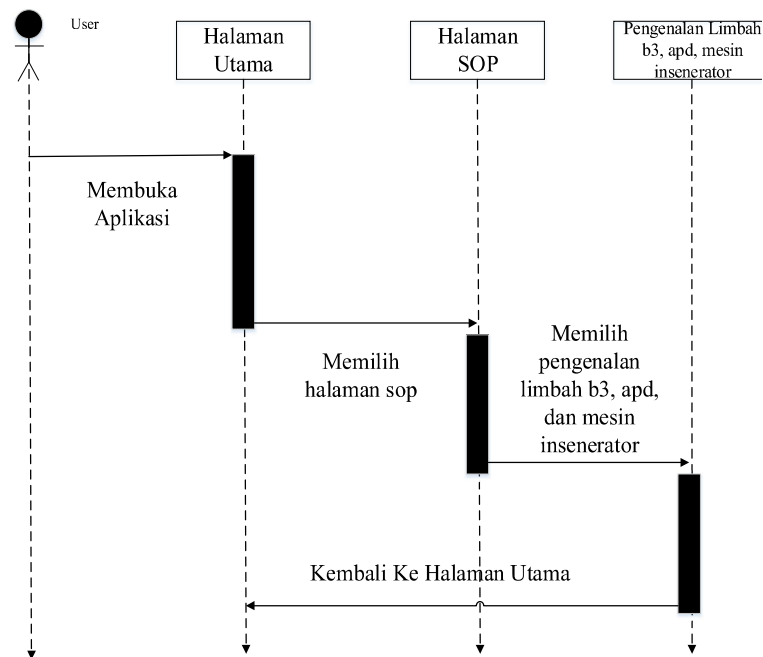 User
Halaman
Utama
Halaman
SOP
Pengenalan Limbah
b3, apd, mesin
insenerator
Membuka
Aplikasi
Memilih
halaman sop
Memilih
pengenalan
limbah b3, apd,
dan mesin
insenerator
Kembali Ke Halaman Utama